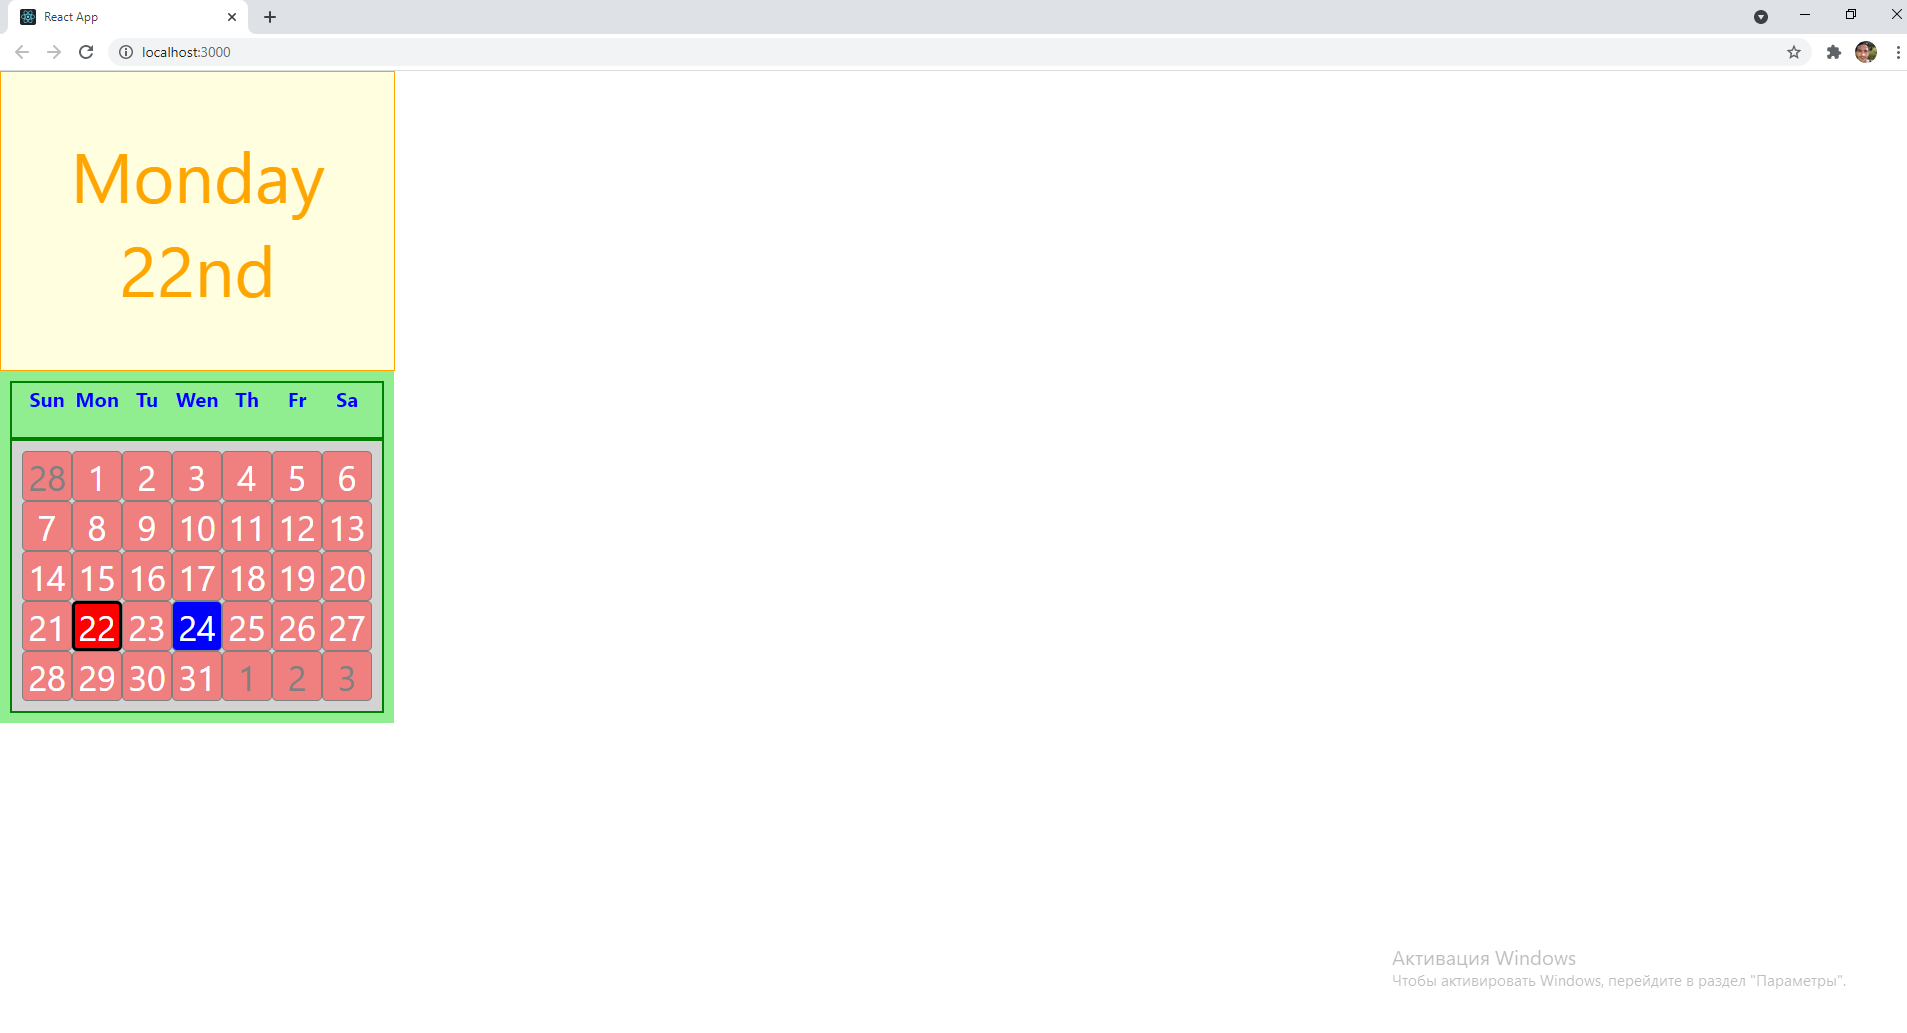 React App
localhost:3000
Monday
22nd
Sun Mon Tu Wen Th Fr Sa
28 1 2 3 4 5 6
7 8 9 10 11 12 13
14 15 16 17 18 19 20
21 22 23 24 25 26 27
28 29 30 31 1 2 3
Активация Windows
Чтобы активировать Windows, перейдите в раздел "Параметры".